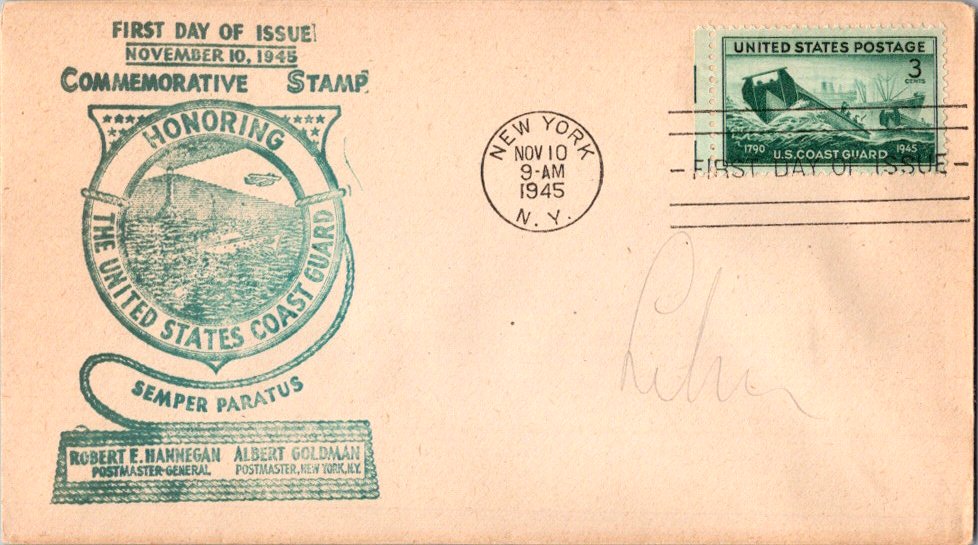 FIRST DAY OF ISSUE
NOVEMBER 10, 1945
COMMEMORATIVE STAMP
HONORING
THE UNITED STATES COAST GUARD
SEMPER PARATUS
ROBERT E. HANNEGAN ALBERT GOLDMAN
POSTMASTER-GENERAL POSTMASTER, NEW YORK, N.Y.
NEW YORK
NOV 10
9-AM
1945
N. Y.
UNITED STATES POSTAGE
3
CENTS
1790 U.S. COAST GUARD 1945
- FIRST DAY OF ISSUE -